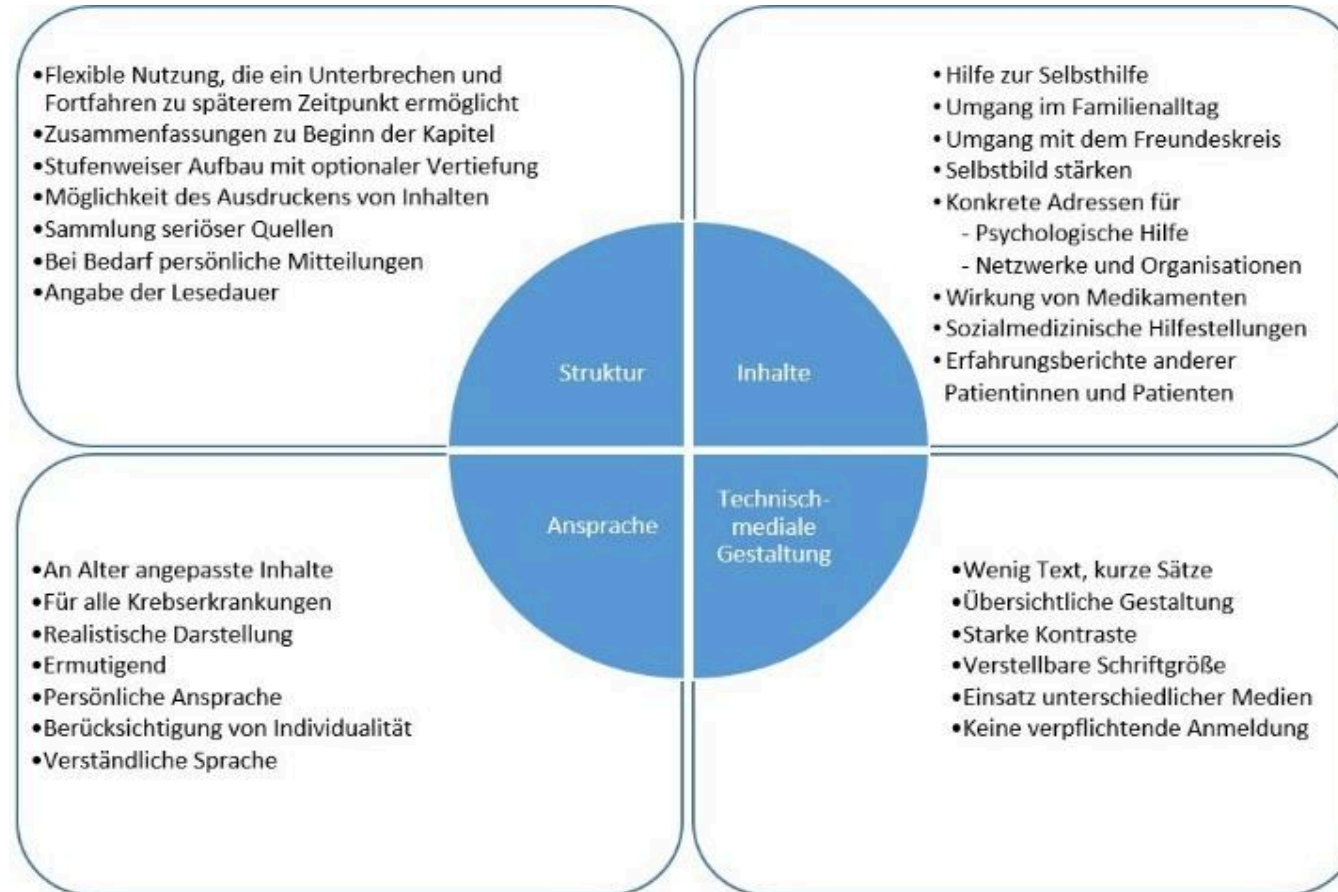 •Flexible Nutzung, die ein Unterbrechen und
Fortfahren zu späterem Zeitpunkt ermöglicht
•Zusammenfassungen zu Beginn der Kapitel
•Stufenweiser Aufbau mit optionaler Vertiefung
•Möglichkeit des Ausdruckens von Inhalten
•Sammlung seriöser Quellen
•Bei Bedarf persönliche Mitteilungen
•Angabe der Lesedauer
•Hilfe zur Selbsthilfe
•Umgang im Familienalltag
•Umgang mit dem Freundeskreis
•Selbstbild stärken
•Konkrete Adressen für
- Psychologische Hilfe
- Netzwerke und Organisationen
•Wirkung von Medikamenten
•Sozialmedizinische Hilfestellungen
•Erfahrungsberichte anderer
Patientinnen und Patienten
Struktur
Inhalte
Ansprache
Technisch-
mediale
Gestaltung
•An Alter angepasste Inhalte
•Für alle Krebserkrankungen
•Realistische Darstellung
•Ermutigend
•Persönliche Ansprache
•Berücksichtigung von Individualität
•Verständliche Sprache
•Wenig Text, kurze Sätze
•Übersichtliche Gestaltung
•Starke Kontraste
•Verstellbare Schriftgröße
•Einsatz unterschiedlicher Medien
•Keine verpflichtende Anmeldung